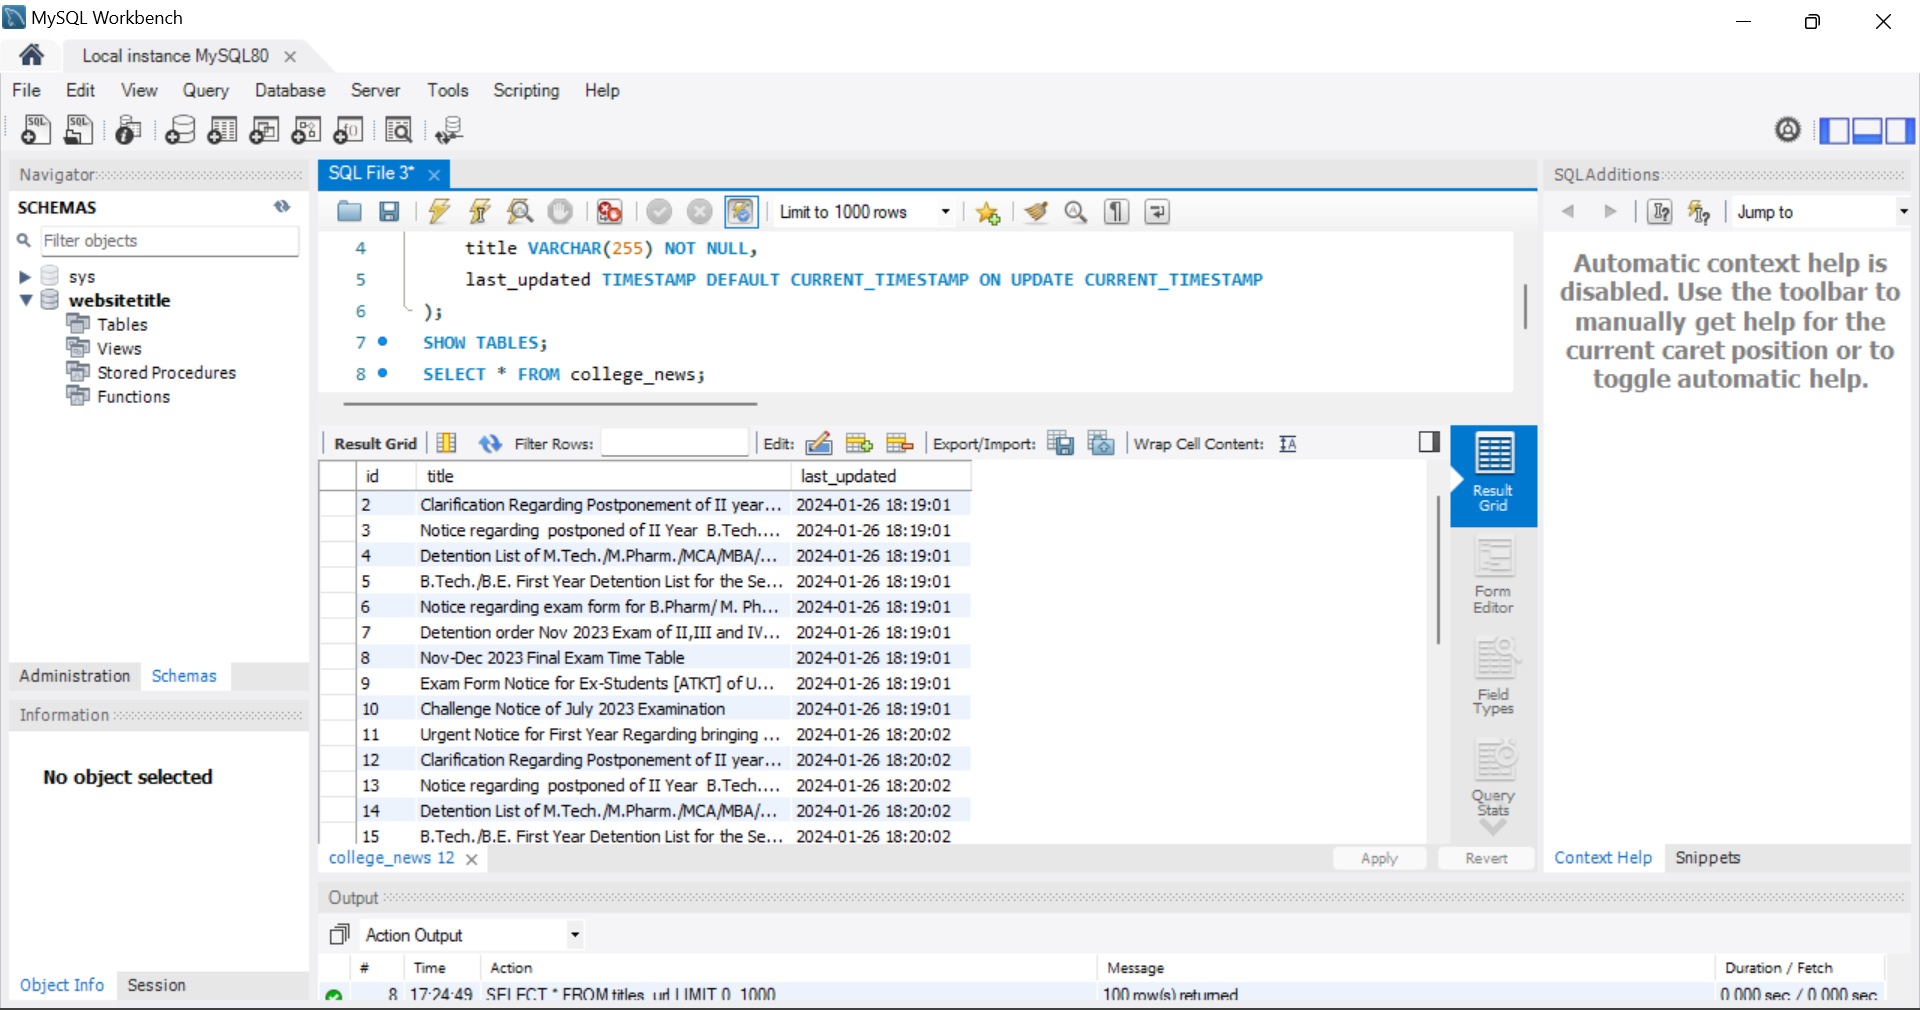 MySQL Workbench
Local instance MySQL80
File Edit View Query Database Server Tools Scripting Help
Navigator
SCHEMAS
Filter objects
sys
websitetitle
Tables
Views
Stored Procedures
Functions
Administration Schemas
Information
No object selected
Object Info Session
SQL File 3*
Limit to 1000 rows
4 title VARCHAR(255) NOT NULL,
5 last_updated TIMESTAMP DEFAULT CURRENT_TIMESTAMP ON UPDATE CURRENT_TIMESTAMP
6 );
7 SHOW TABLES;
8 SELECT * FROM college_news;
Result Grid Filter Rows: Edit: Export/Import: Wrap Cell Content:
id title last_updated
2 Clarification Regarding Postponement of II year... 2024-01-26 18:19:01
3 Notice regarding postponed of II Year B.Tech.... 2024-01-26 18:19:01
4 Detention List of M.Tech./M.Pharm./MCA/MBA/... 2024-01-26 18:19:01
5 B.Tech./B.E. First Year Detention List for the Se... 2024-01-26 18:19:01
6 Notice regarding exam form for B.Pharm/ M. Ph... 2024-01-26 18:19:01
7 Detention order Nov 2023 Exam of II,III and IV... 2024-01-26 18:19:01
8 Nov-Dec 2023 Final Exam Time Table 2024-01-26 18:19:01
9 Exam Form Notice for Ex-Students [ATKT] of U... 2024-01-26 18:19:01
10 Challenge Notice of July 2023 Examination 2024-01-26 18:19:01
11 Urgent Notice for First Year Regarding bringing ... 2024-01-26 18:20:02
12 Clarification Regarding Postponement of II year... 2024-01-26 18:20:02
13 Notice regarding postponed of II Year B.Tech.... 2024-01-26 18:20:02
14 Detention List of M.Tech./M.Pharm./MCA/MBA/... 2024-01-26 18:20:02
15 B.Tech./B.E. First Year Detention List for the Se... 2024-01-26 18:20:02
Result
Grid
Form
Editor
Field
Types
Query
Stats
college_news 12 Apply Revert
Output
Action Output
# Time Action Message Duration / Fetch
8 17:24:49 SELECT * FROM titles_url LIMIT 0, 1000 100 row(s) returned 0.000 sec / 0.000 sec
SQLAdditions
Jump to
Automatic context help is
disabled. Use the toolbar to
manually get help for the
current caret position or to
toggle automatic help.
Context Help Snippets